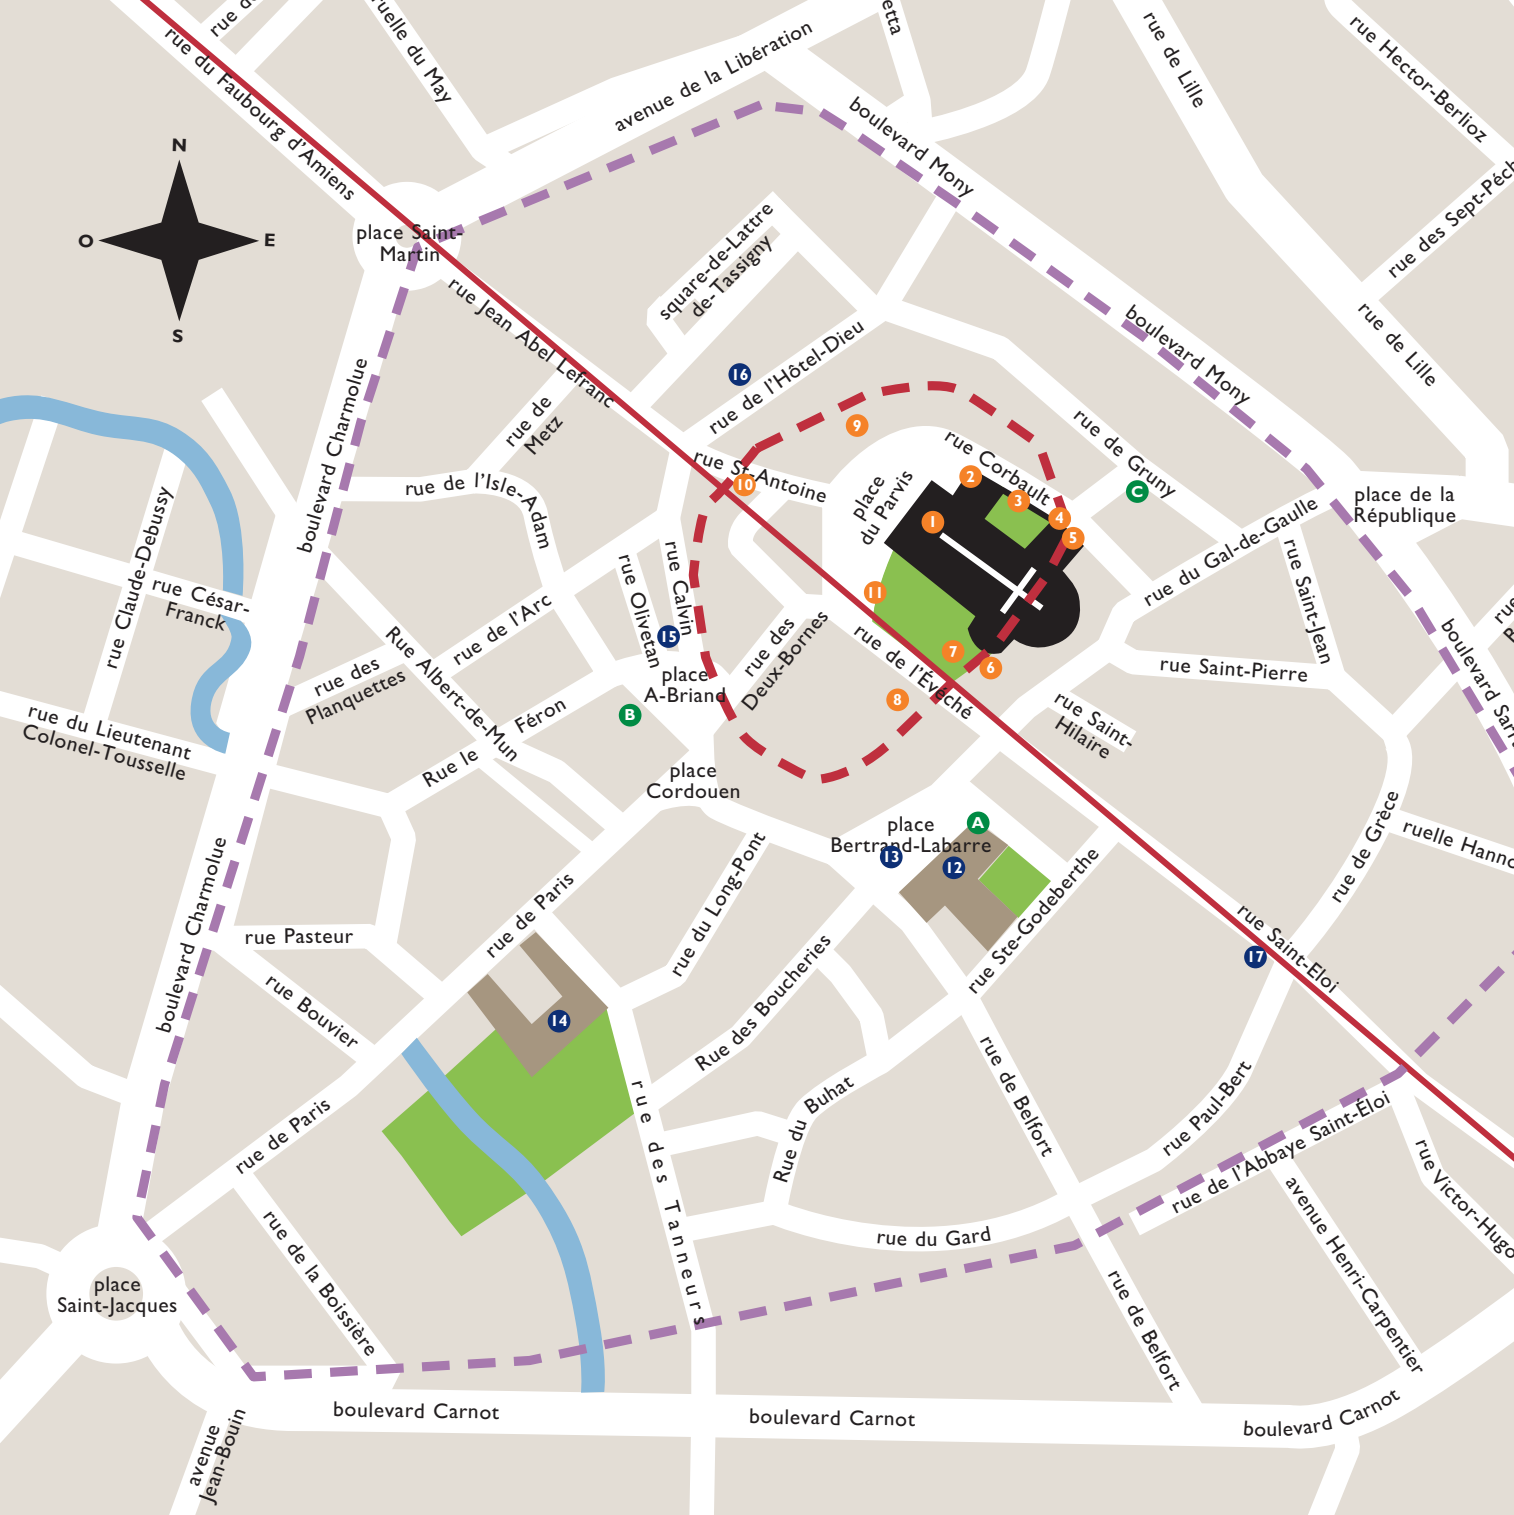 rue du Faubourg d'Amiens
ruelle du May
avenue de la Libération
etta
rue de Lille
rue Hector-Berlioz
boulevard Mony
rue des Sept-Péch
N
O
E
S
place Saint-
Martin
square-de-Lattre
de-Tassigny
rue Jean Abel Lefranc
boulevard Mony
rue de Lille
16
rue de l'Hôtel-Dieu
boulevard Charmolue
rue de
Metz
9
rue de Gruny
rue Corbault
rue St-Antoine
place
du Parvis
2
3
4
5
1
C
10
rue de l'Isle-Adam
place de la
République
rue du Gal-de-Gaulle
rue Saint-Jean
rue Claude-Debussy
rue César-
Franck
rue Olivetan
rue Calvin
15
rue de l'Arc
11
rue des
Deux-Bornes
rue de l'Évêché
7
6
8
rue Saint-Pierre
boulevard Sarr
rue
Rue Albert-de-Mun
rue des
Planquettes
place
A-Briand
B
Rue le Féron
rue Saint-
Hilaire
rue du Lieutenant
Colonel-Tousselle
place
Cordouen
A
place
Bertrand-Labarre
13
12
rue de Grèce
ruelle Hanno
boulevard Charmolue
rue du Long-Pont
rue Ste-Godeberthe
rue de Paris
rue Pasteur
rue Saint-Eloi
17
rue Bouvier
14
Rue des Boucheries
rue de Belfort
rue Paul-Bert
Rue du Buhat
rue de Paris
rue des Tanneurs
rue de l'Abbaye Saint-Éloi
rue Victor-Hugo
avenue Henri-Carpentier
rue de la Boissière
rue du Gard
rue de Belfort
place
Saint-Jacques
boulevard Carnot
boulevard Carnot
boulevard Carnot
avenue
Jean-Bouin